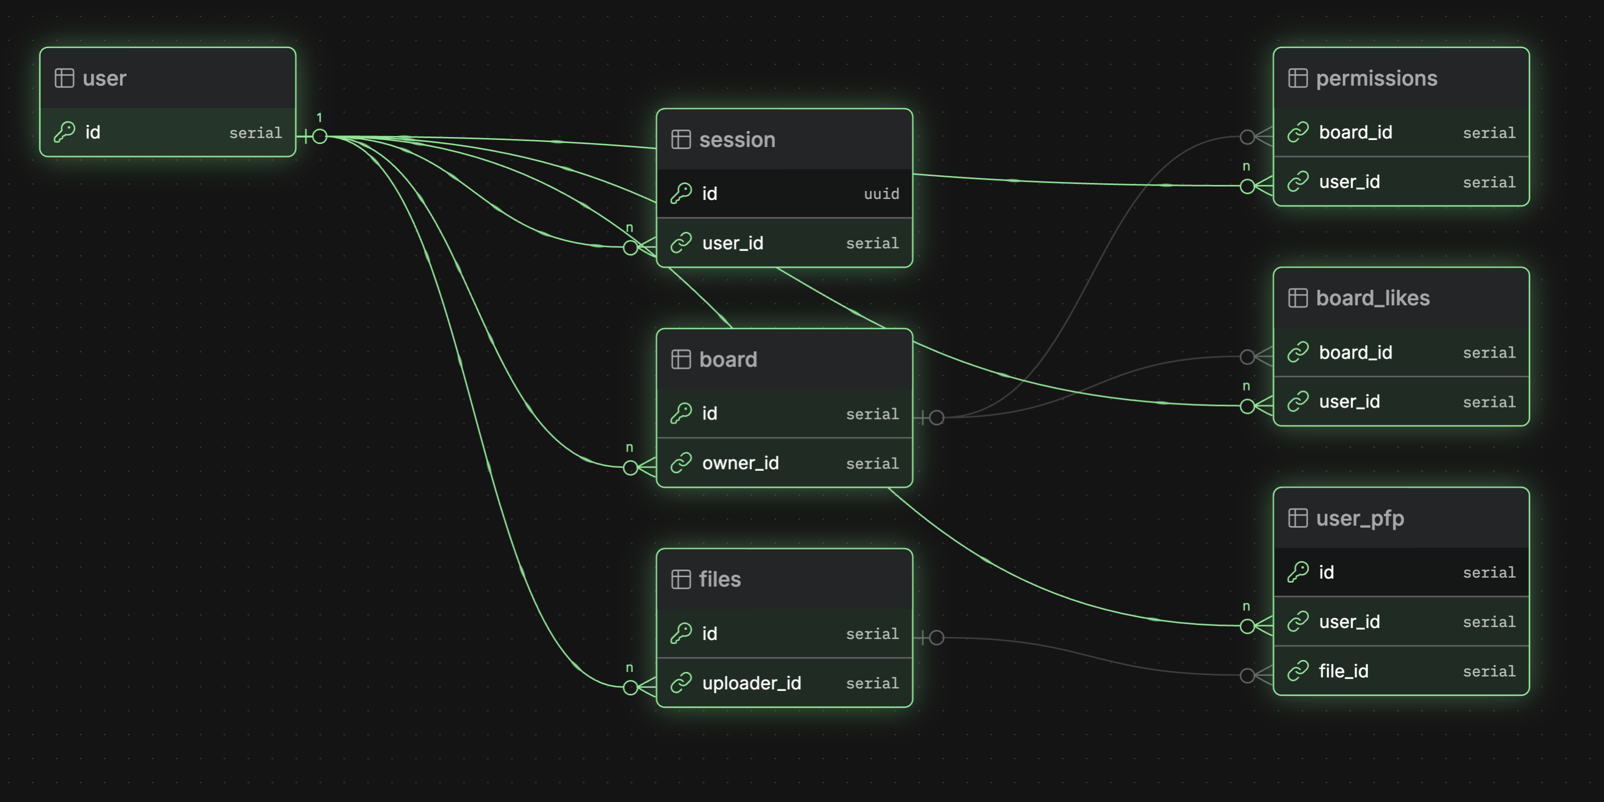 user
id serial
1
session
id uuid
n
user_id serial
board
id serial
n
owner_id serial
files
id serial
n
uploader_id serial
permissions
board_id serial
n
user_id serial
board_likes
board_id serial
n
user_id serial
user_pfp
id serial
n
user_id serial
file_id serial